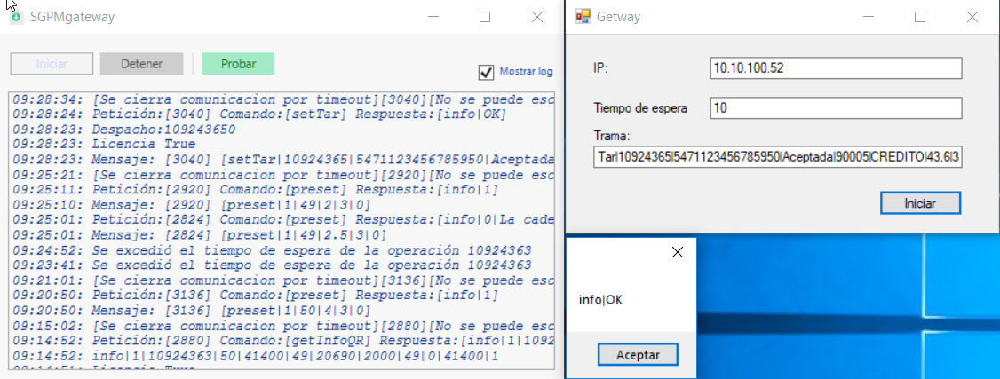 SGPMgateway
Iniciar
Detener
Probar
Mostrar log
09:28:34: [Se cierra comunicacion por timeout][3040][No se puede esc
09:28:24: Petición:[3040] Comando:[setTar] Respuesta:[info|OK]
09:28:23: Despacho:109243650
09:28:23: Licencia True
09:28:23: Mensaje: [3040] [setTar|10924365|5471123456785950|Aceptada
09:25:21: [Se cierra comunicacion por timeout][2920][No se puede esc
09:25:11: Petición:[2920] Comando:[preset] Respuesta:[info|1]
09:25:10: Mensaje: [2920] [preset|1|49|2|3|0]
09:25:01: Petición:[2824] Comando:[preset] Respuesta:[info|0|La cade
09:25:01: Mensaje: [2824] [preset|1|49|2.5|3|0]
09:24:52: Se excedió el tiempo de espera de la operación 10924363
09:23:41: Se excedió el tiempo de espera de la operación 10924363
09:21:01: [Se cierra comunicacion por timeout][3136][No se puede esc
09:20:50: Petición:[3136] Comando:[preset] Respuesta:[info|1]
09:20:50: Mensaje: [3136] [preset|1|50|4|3|0]
09:15:02: [Se cierra comunicacion por timeout][2880][No se puede esc
09:14:52: Petición:[2880] Comando:[getInfoQR] Respuesta:[info|1|1092
09:14:52: info|1|10924363|50|41400|49|20690|2000|49|0|41400|1
09:14:51: Licencia True
Getway
IP:
10.10.100.52
Tiempo de espera
10
Trama:
Tar|10924365|5471123456785950|Aceptada|90005|CREDITO|43.6|3
Iniciar
info|OK
Aceptar